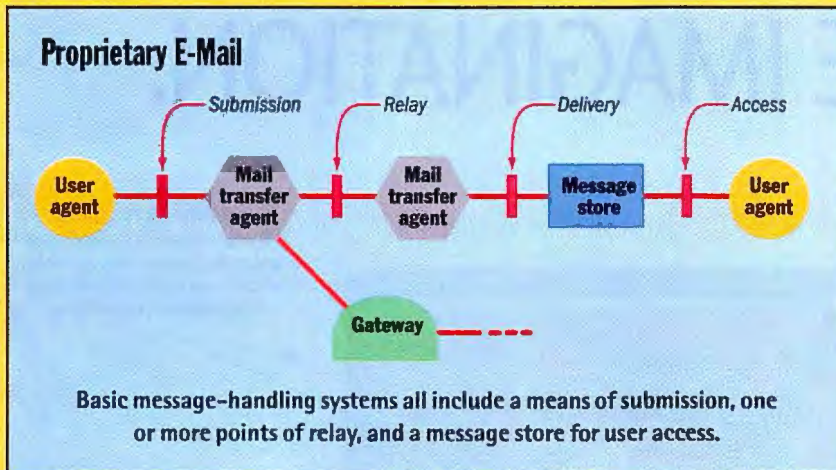 Proprietary E-Mail
Submission
Relay
Delivery
Access
User
agent
Mail
transfer
agent
Mail
transfer
agent
Message
store
User
agent
Gateway
Basic message-handling systems all include a means of submission, one
or more points of relay, and a message store for user access.